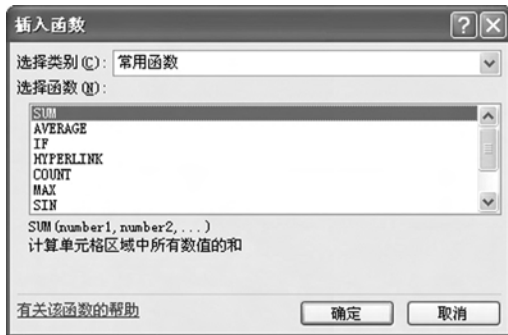 插入函数
选择类别(C): 常用函数
选择函数(N):
SUM
AVERAGE
IF
HYPERLINK
COUNT
MAX
SIN
SUM(number1,number2,...)
计算单元格区域中所有数值的和
有关该函数的帮助 确定 取消